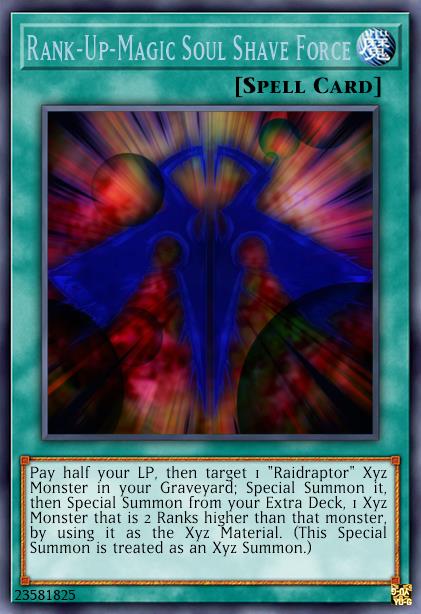 Rank-Up-Magic Soul Shave Force
魔
[Spell Card]
Pay half your LP, then target 1 "Raidraptor" Xyz
Monster in your Graveyard; Special Summon it,
then Special Summon from your Extra Deck, 1 Xyz
Monster that is 2 Ranks higher than that monster,
by using it as the Xyz Material. (This Special
Summon is treated as an Xyz Summon.)
23581825